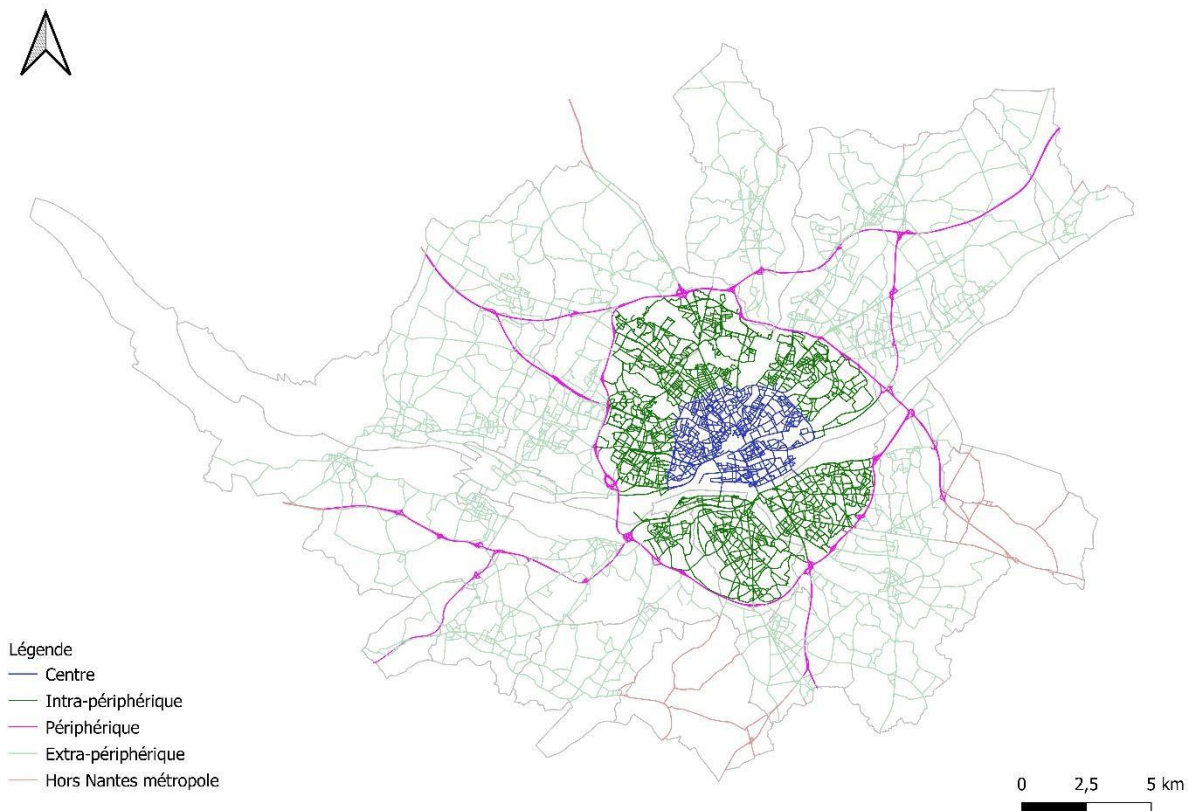 Légende
Centre
Intra-périphérique
Périphérique
Extra-périphérique
Hors Nantes métropole
0 2,5 5 km